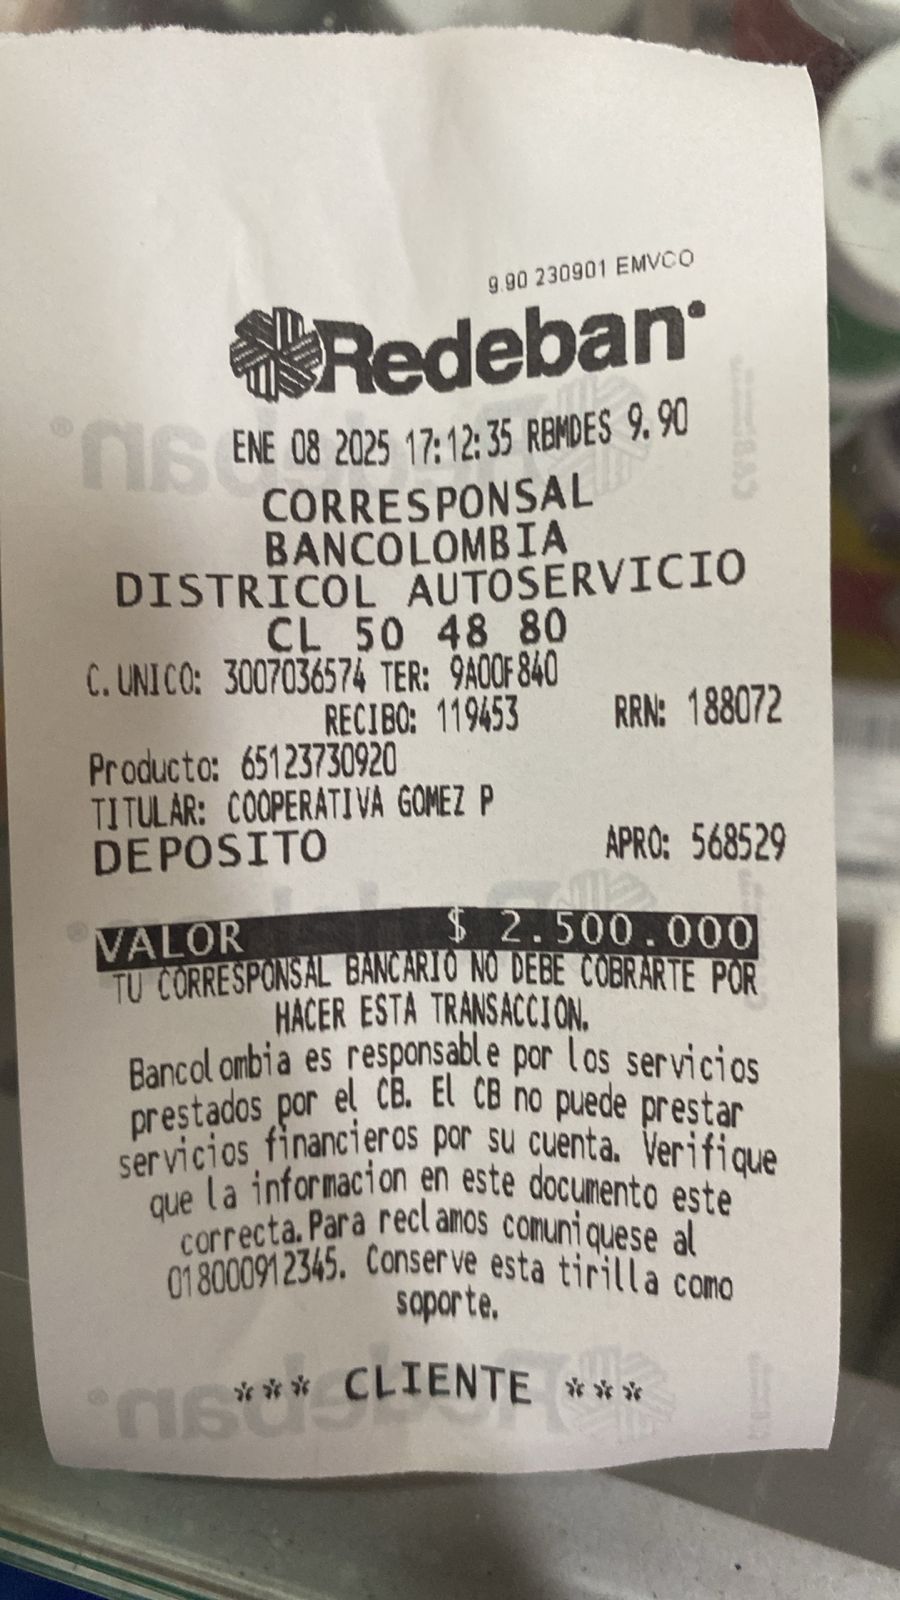 9.90 230901 EMVCO
Redeban
ENE 08 2025 17:12:35 RBMDES 9.90
CORRESPONSAL
BANCOLOMBIA
DISTRICOL AUTOSERVICIO
CL 50 48 80
C. UNICO: 3007036574 TER: 9A00F840
RECIBO: 119453 RRN: 188072
Producto: 65123730920
TITULAR: COOPERATIVA GOMEZ P
DEPOSITO APRO: 568529
VALOR $ 2.500.000
TU CORRESPONSAL BANCARIO NO DEBE COBRARTE POR
HACER ESTA TRANSACCION.
Bancolombia es responsable por los servicios
prestados por el CB. El CB no puede prestar
servicios financieros por su cuenta. Verifique
que la informacion en este documento este
correcta.Para reclamos comuniquese al
018000912345. Conserve esta tirilla como
soporte.
*** CLIENTE ***